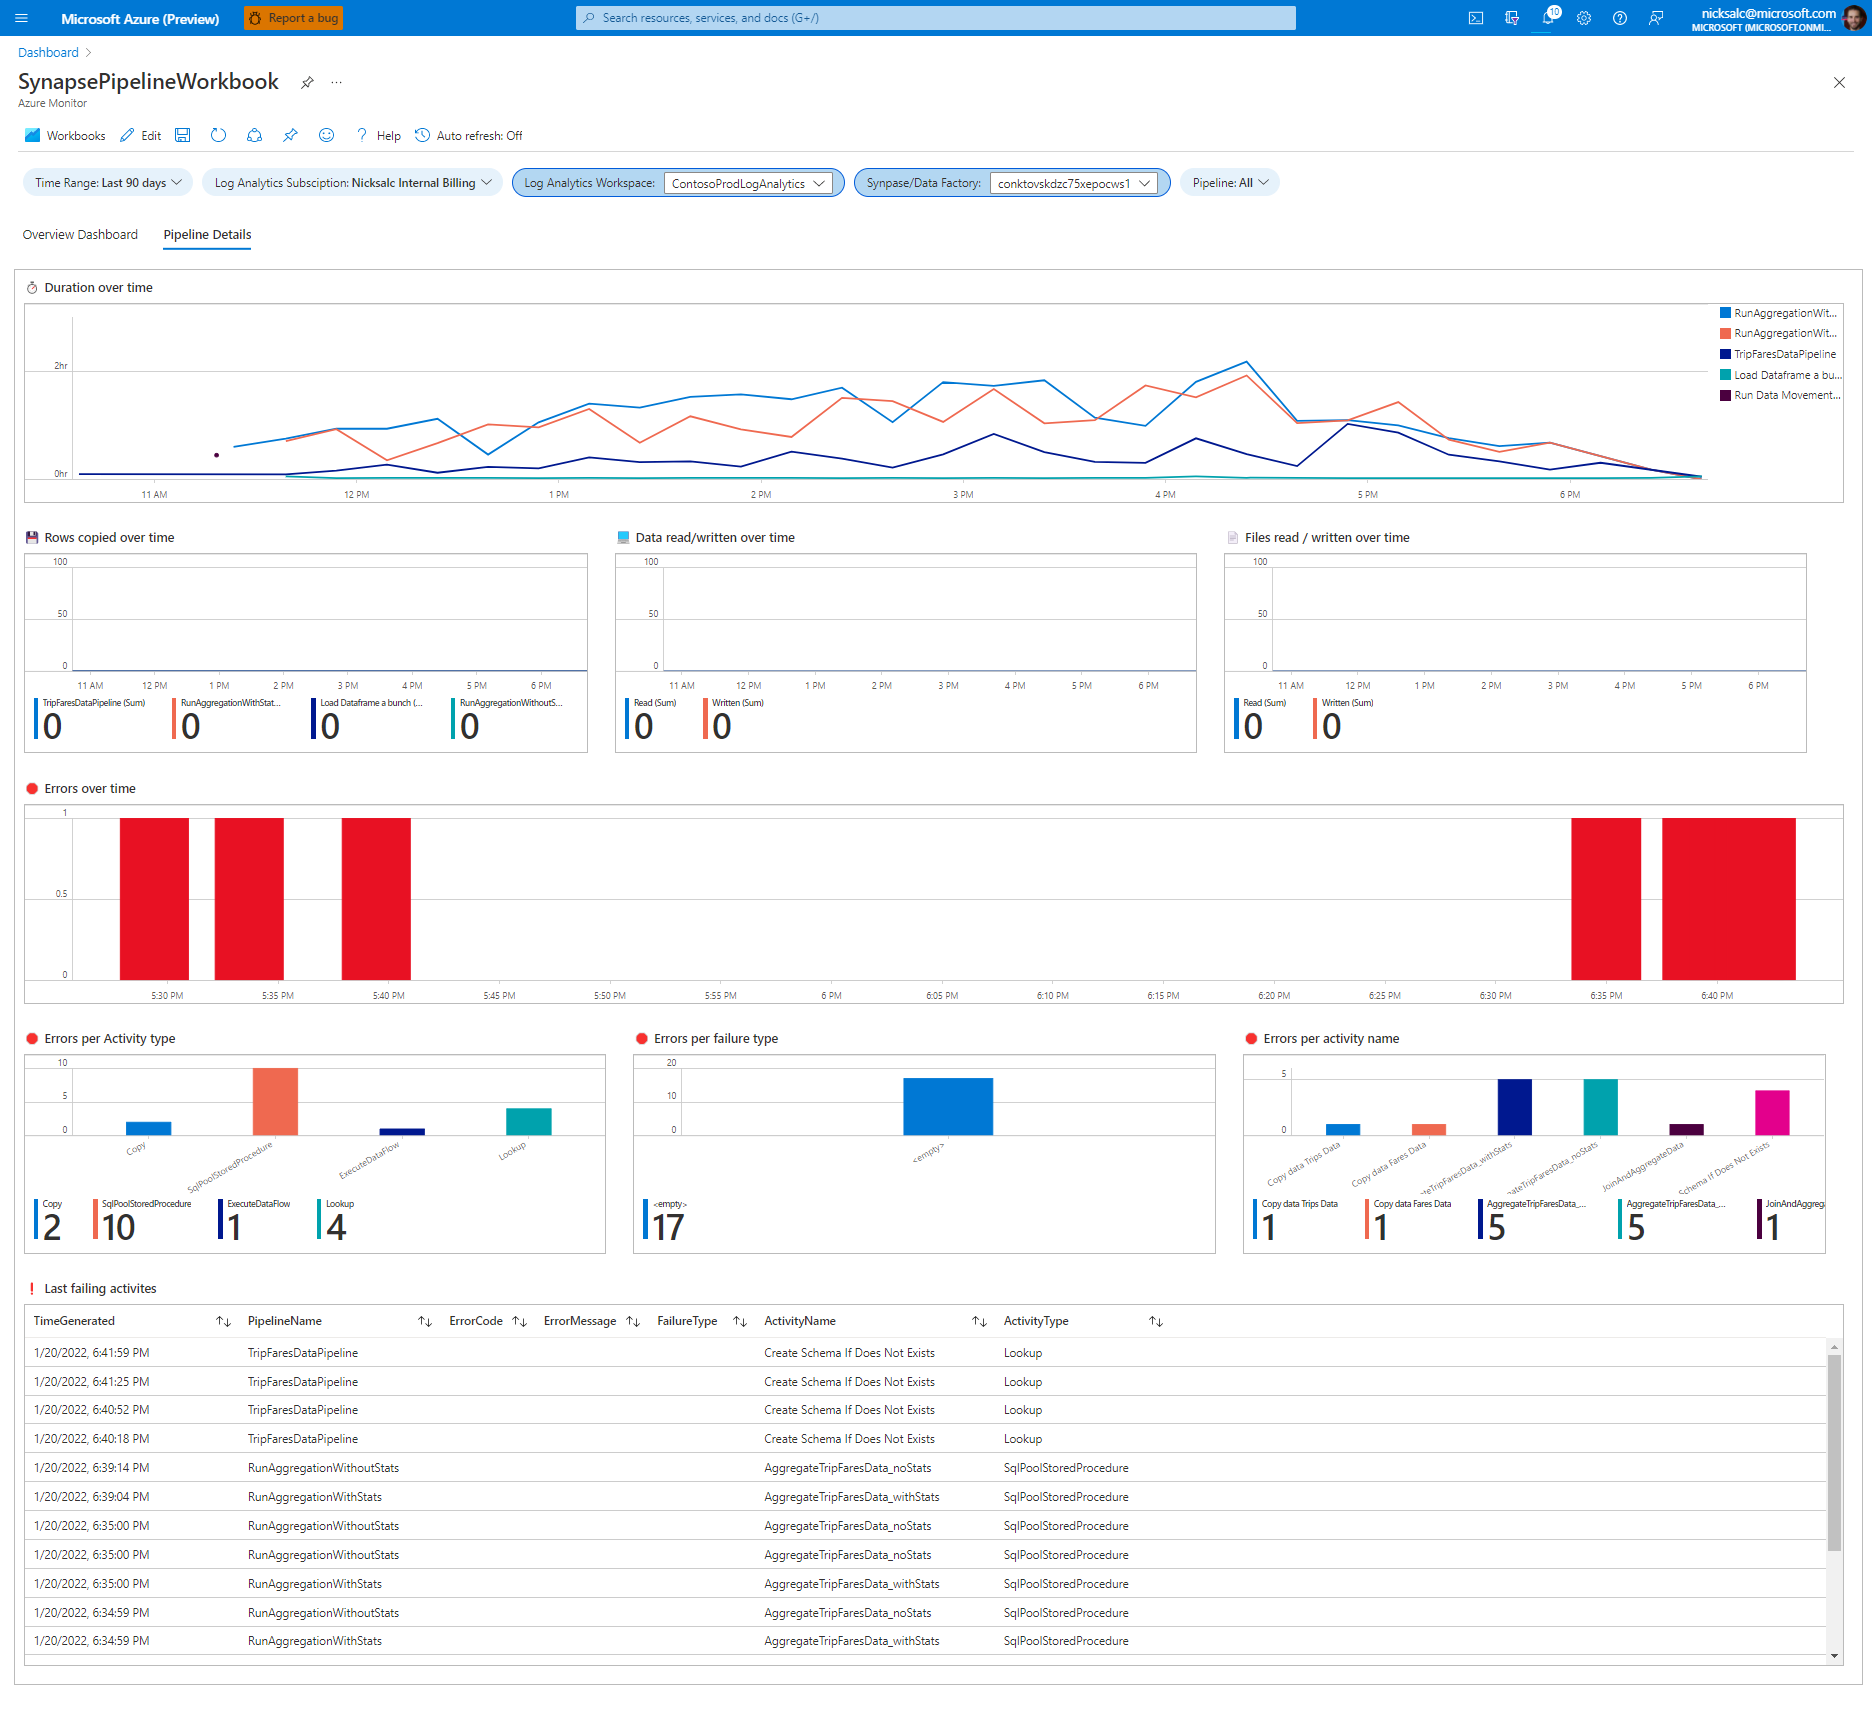 Microsoft Azure (Preview)
Report a bug
Search resources, services, and docs (G+/)
10
nicksalc@microsoft.com
MICROSOFT (MICROSOFT.ONMI...
Dashboard
SynapsePipelineWorkbook
Azure Monitor
Workbooks Edit Help Auto refresh: Off
Time Range: Last 90 days
Log Analytics Subsciption: Nicksalc Internal Billing
Log Analytics Workspace: ContosoProdLogAnalytics
Synpase/Data Factory: conktovskdzc75xepocws1
Pipeline: All
Overview Dashboard Pipeline Details
Duration over time
2hr
0hr
11 AM 12 PM 1 PM 2 PM 3 PM 4 PM 5 PM 6 PM
RunAggregationWit...
RunAggregationWit...
TripFaresDataPipeline
Load Dataframe a bu...
Run Data Movement...
Rows copied over time
100
50
0
11 AM 12 PM 1 PM 2 PM 3 PM 4 PM 5 PM 6 PM
TripFaresDataPipeline (Sum) RunAggregationWithStat... Load Dataframe a bunch (... RunAggregationWithoutS...
0 0 0 0
Data read/written over time
100
50
0
11 AM 12 PM 1 PM 2 PM 3 PM 4 PM 5 PM 6 PM
Read (Sum) Written (Sum)
0 0
Files read / written over time
100
50
0
11 AM 12 PM 1 PM 2 PM 3 PM 4 PM 5 PM 6 PM
Read (Sum) Written (Sum)
0 0
Errors over time
1
0.5
0
5:30 PM 5:35 PM 5:40 PM 5:45 PM 5:50 PM 5:55 PM 6 PM 6:05 PM 6:10 PM 6:15 PM 6:20 PM 6:25 PM 6:30 PM 6:35 PM 6:40 PM
Errors per Activity type
10
5
0
Copy SqlPoolStoredProcedure ExecuteDataFlow Lookup
Copy SqlPoolStoredProcedure ExecuteDataFlow Lookup
2 10 1 4
Errors per failure type
20
10
0
<empty>
<empty>
17
Errors per activity name
5
0
Copy data Trips Data Copy data Fares Data ateTripFaresData_withStats gateTripFaresData_noStats JoinAndAggregateData Schema If Does Not Exists
Copy data Trips Data Copy data Fares Data AggregateTripFaresData_... AggregateTripFaresData_... JoinAndAggrega
1 1 5 5 1
Last failing activites
TimeGenerated PipelineName ErrorCode ErrorMessage FailureType ActivityName ActivityType
1/20/2022, 6:41:59 PM TripFaresDataPipeline Create Schema If Does Not Exists Lookup
1/20/2022, 6:41:25 PM TripFaresDataPipeline Create Schema If Does Not Exists Lookup
1/20/2022, 6:40:52 PM TripFaresDataPipeline Create Schema If Does Not Exists Lookup
1/20/2022, 6:40:18 PM TripFaresDataPipeline Create Schema If Does Not Exists Lookup
1/20/2022, 6:39:14 PM RunAggregationWithoutStats AggregateTripFaresData_noStats SqlPoolStoredProcedure
1/20/2022, 6:39:04 PM RunAggregationWithStats AggregateTripFaresData_withStats SqlPoolStoredProcedure
1/20/2022, 6:35:00 PM RunAggregationWithoutStats AggregateTripFaresData_noStats SqlPoolStoredProcedure
1/20/2022, 6:35:00 PM RunAggregationWithoutStats AggregateTripFaresData_noStats SqlPoolStoredProcedure
1/20/2022, 6:35:00 PM RunAggregationWithStats AggregateTripFaresData_withStats SqlPoolStoredProcedure
1/20/2022, 6:34:59 PM RunAggregationWithoutStats AggregateTripFaresData_noStats SqlPoolStoredProcedure
1/20/2022, 6:34:59 PM RunAggregationWithStats AggregateTripFaresData_withStats SqlPoolStoredProcedure